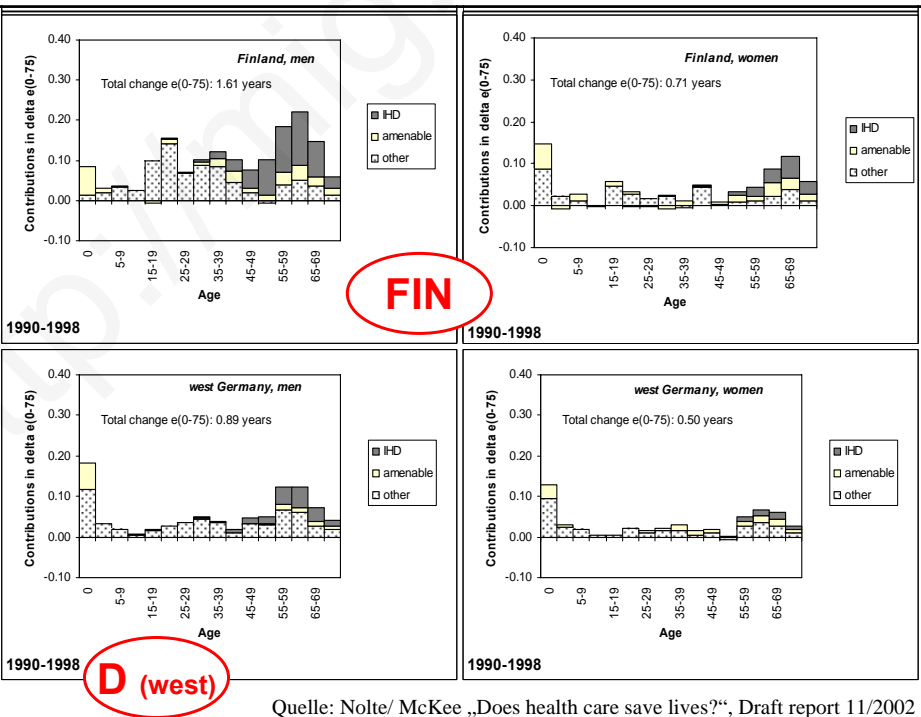 Finland, men
Total change e(0-75): 1.61 years
Contributions in delta e(0-75)
0.40
0.30
0.20
0.10
0.00
-0.10
0
5-9
15-19
25-29
35-39
45-49
55-59
65-69
Age
IHD
amenable
other
1990-1998
Finland, women
Total change e(0-75): 0.71 years
Contributions in delta e(0-75)
0.40
0.30
0.20
0.10
0.00
-0.10
0
5-9
15-19
25-29
35-39
45-49
55-59
65-69
Age
IHD
amenable
other
1990-1998
FIN
west Germany, men
Total change e(0-75): 0.89 years
Contributions in delta e(0-75)
0.40
0.30
0.20
0.10
0.00
-0.10
0
5-9
15-19
25-29
35-39
45-49
55-59
65-69
Age
IHD
amenable
other
1990-1998
west Germany, women
Total change e(0-75): 0.50 years
Contributions in delta e(0-75)
0.40
0.30
0.20
0.10
0.00
-0.10
0
5-9
15-19
25-29
35-39
45-49
55-59
65-69
Age
IHD
amenable
other
1990-1998
D (west)
Quelle: Nolte/ McKee „Does health care save lives?“, Draft report 11/2002